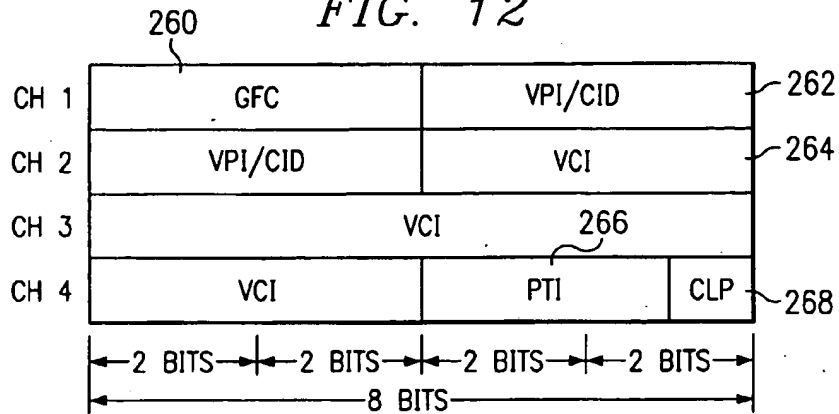 FIG. 12
260
CH 1 GFC VPI/CID 262
CH 2 VPI/CID VCI 264
CH 3 VCI 266
CH 4 VCI PTI CLP 268
2 BITS 2 BITS 2 BITS 2 BITS
8 BITS